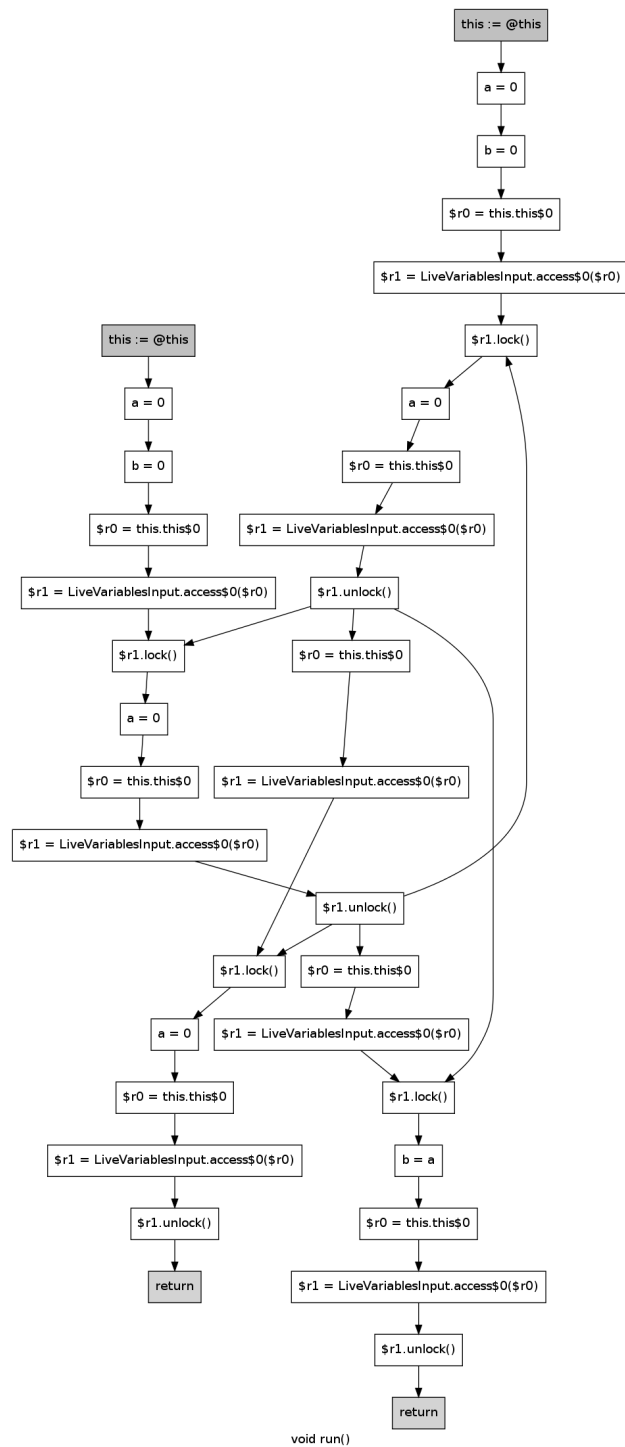 this := @this
a = 0
b = 0
$r0 = this.this$0
$r1 = LiveVariablesInput.access$0($r0)
$r1.lock()
this := @this
a = 0
a = 0
b = 0
$r0 = this.this$0
$r0 = this.this$0
$r1 = LiveVariablesInput.access$0($r0)
$r1 = LiveVariablesInput.access$0($r0)
$r1.unlock()
$r1.lock()
$r0 = this.this$0
a = 0
$r0 = this.this$0
$r1 = LiveVariablesInput.access$0($r0)
$r1 = LiveVariablesInput.access$0($r0)
$r1.unlock()
$r1.lock()
$r0 = this.this$0
a = 0
$r1 = LiveVariablesInput.access$0($r0)
$r0 = this.this$0
$r1.lock()
$r1 = LiveVariablesInput.access$0($r0)
b = a
$r1.unlock()
$r0 = this.this$0
return
$r1 = LiveVariablesInput.access$0($r0)
$r1.unlock()
return
void run()